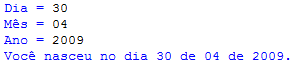 Dia = 30
Mês = 04
Ano = 2009
Você nasceu no dia 30 de 04 de 2009.